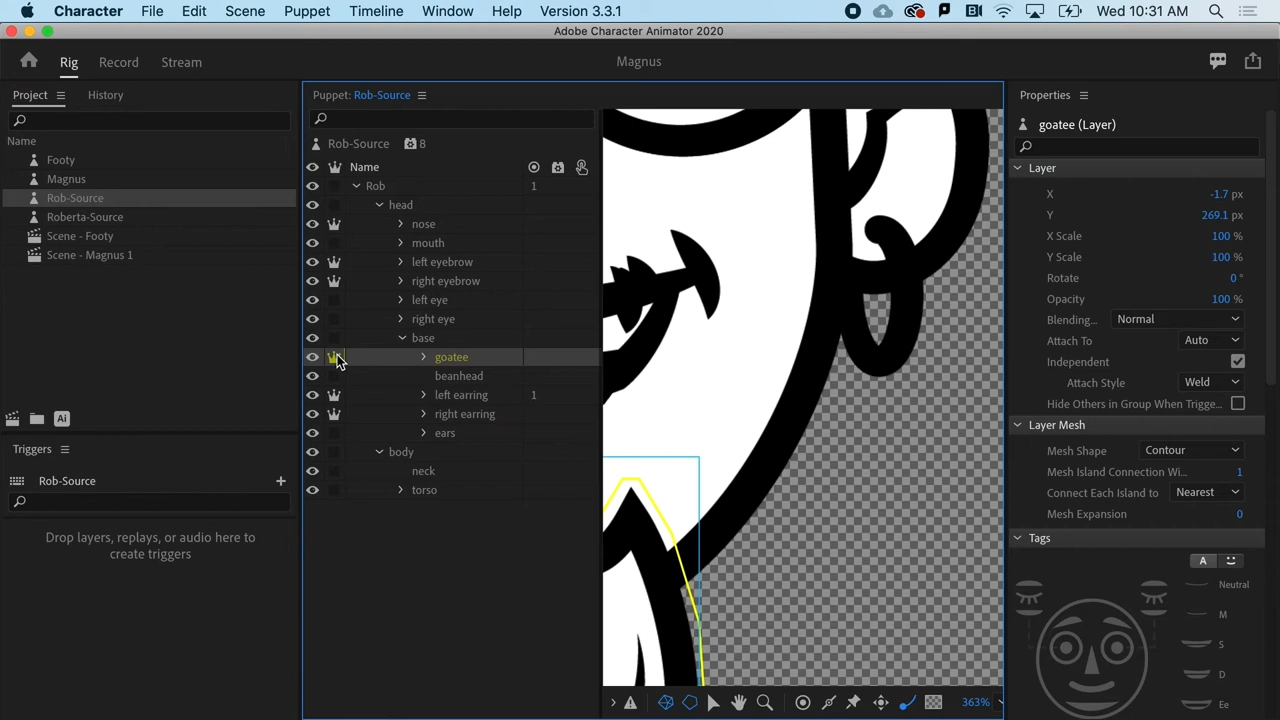 Character File Edit Scene Puppet Timeline Window Help Version 3.3.1 Wed 10:31 AM
Adobe Character Animator 2020
Rig Record Stream Magnus
Project History
Name
Footy
Magnus
Rob-Source
Roberta-Source
Scene - Footy
Scene - Magnus 1
Ai
Triggers
Rob-Source +
Drop layers, replays, or audio here to
create triggers
Puppet: Rob-Source
Rob-Source 8
Name
Rob 1
head
nose
mouth
left eyebrow
right eyebrow
left eye
right eye
base
goatee
beanhead
left earring 1
right earring
ears
body
neck
torso
363%
Properties
goatee (Layer)
Layer
X -1.7 px
Y 269.1 px
X Scale 100 %
Y Scale 100 %
Rotate 0 °
Opacity 100 %
Blending... Normal
Attach To Auto
Independent
Attach Style Weld
Hide Others in Group When Trigge...
Layer Mesh
Mesh Shape Contour
Mesh Island Connection Wi... 1
Connect Each Island to Nearest
Mesh Expansion 0
Tags
A
Neutral
M
S
D
Ee